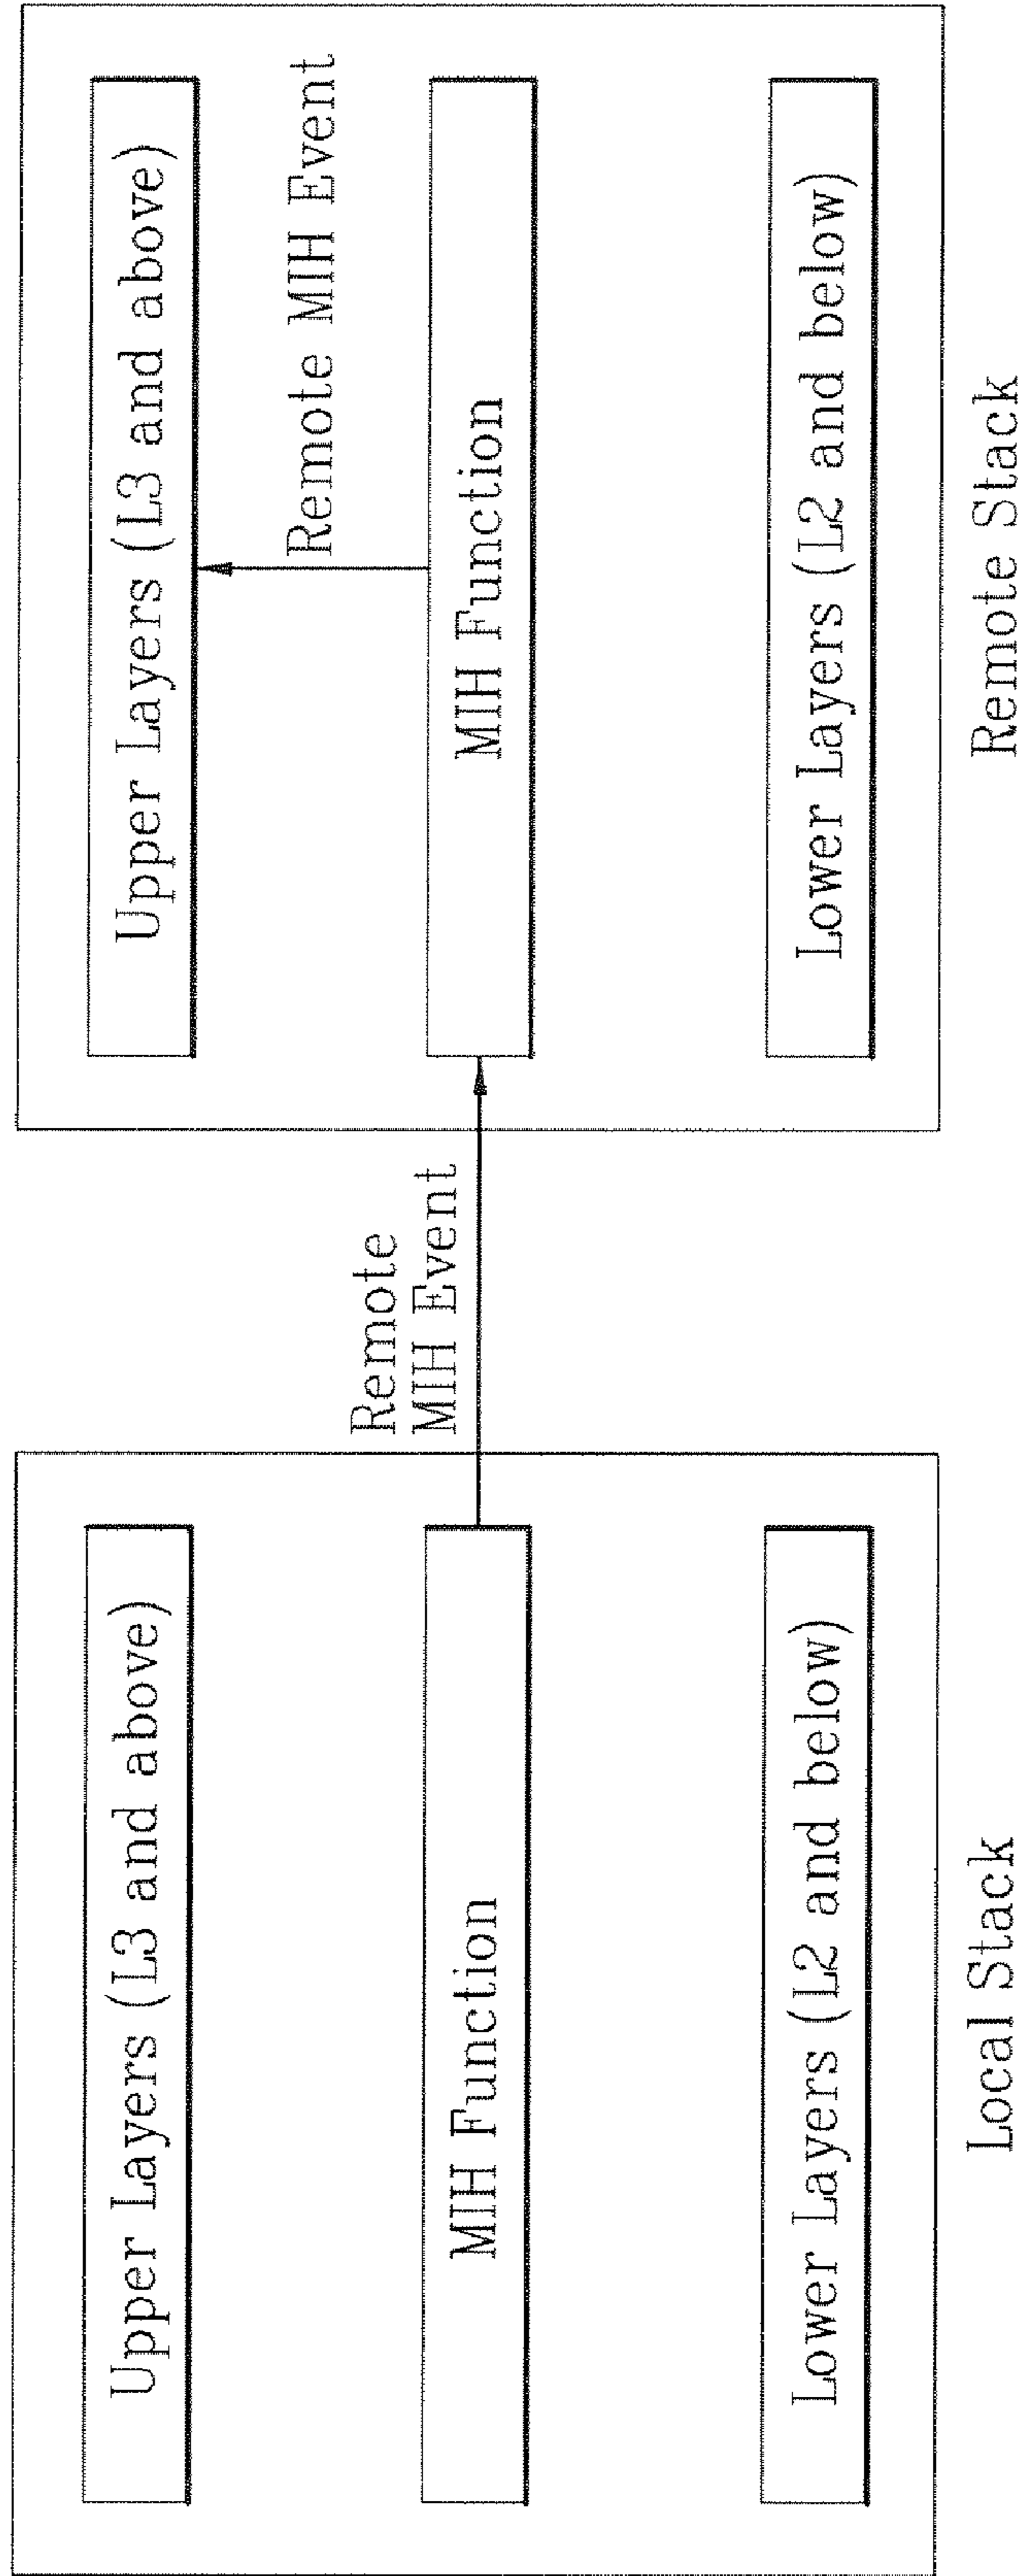 Upper Layers (L3 and above)
MIH Function
Lower Layers (L2 and below)
Local Stack
Remote
MIH Event
Upper Layers (L3 and above)
Remote MIH Event
MIH Function
Lower Layers (L2 and below)
Remote Stack